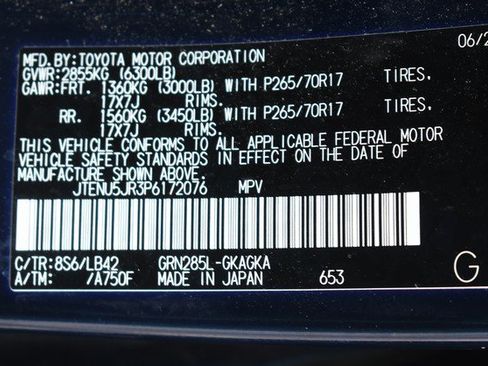 MFD.BY:TOYOTA MOTOR CORPORATION 06/2
GVWR:2855KG (6300LB)
GAWR:FRT. 1360KG (3000LB) WITH P265/70R17 TIRES.
17X7J RIMS.
RR. 1560KG (3450LB) WITH P265/70R17 TIRES.
17X7J RIMS.
THIS VEHICLE CONFORMS TO ALL APPLICABLE FEDERAL MOTOR
VEHICLE SAFETY STANDARDS IN EFFECT ON THE DATE OF
MANUFACTURE SHOWN ABOVE.
JTENU5JR3P6172076 MPV
C/TR:8S6/LB42 GRN285L-GKAGKA G
A/TM: /A750F MADE IN JAPAN 653